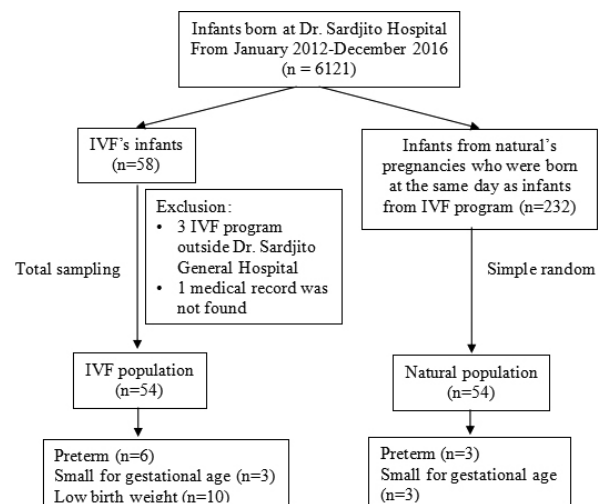 Infants born at Dr. Sardjito Hospital
From January 2012-December 2016
(n = 6121)
IVF's infants
(n=58)
Infants from natural's
pregnancies who were born
at the same day as infants
from IVF program (n=232)
Exclusion:
• 3 IVF program
outside Dr. Sardjito
General Hospital
• 1 medical record was
not found
Total sampling
Simple random
IVF population
(n=54)
Natural population
(n=54)
Preterm (n=6)
Small for gestational age (n=3)
Low birth weight (n=10)
Preterm (n=3)
Small for gestational age
(n=3)